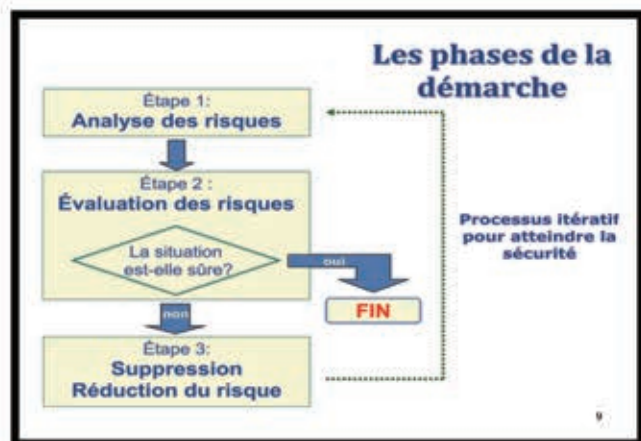 Les phases de la
démarche
Étape 1:
Analyse des risques
Étape 2 :
Évaluation des risques
La situation
est-elle sûre?
oui
FIN
non
Étape 3:
Suppression
Réduction du risque
Processus itératif
pour atteindre la
sécurité
9